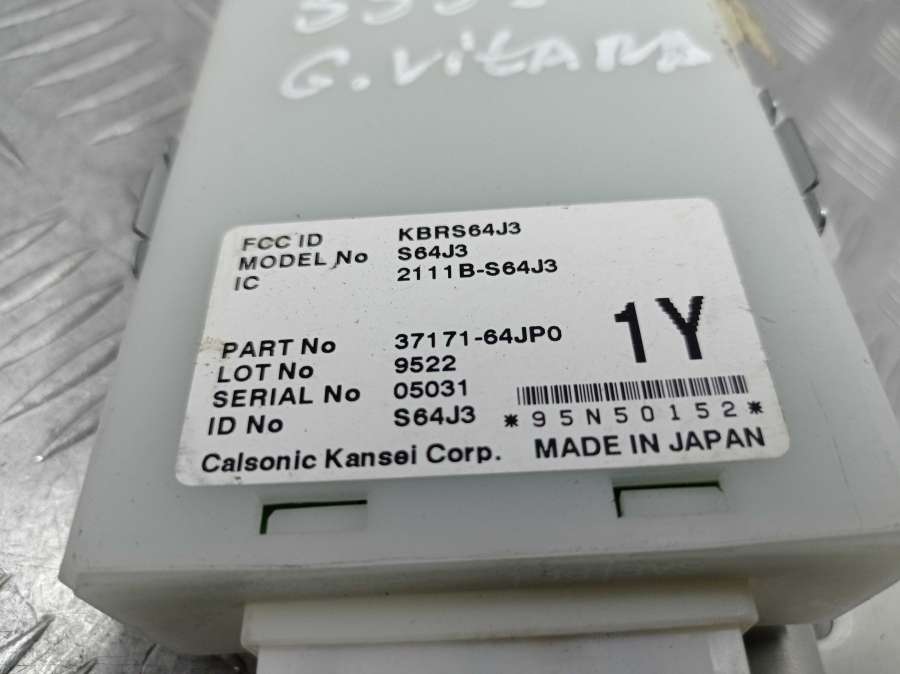 G. ViTARA
FCC ID KBRS64J3
MODEL No S64J3
IC 2111B-S64J3
PART No 37171-64JP0
LOT No 9522
SERIAL No 05031
ID No S64J3
1Y
*95N50152*
Calsonic Kansei Corp. MADE IN JAPAN